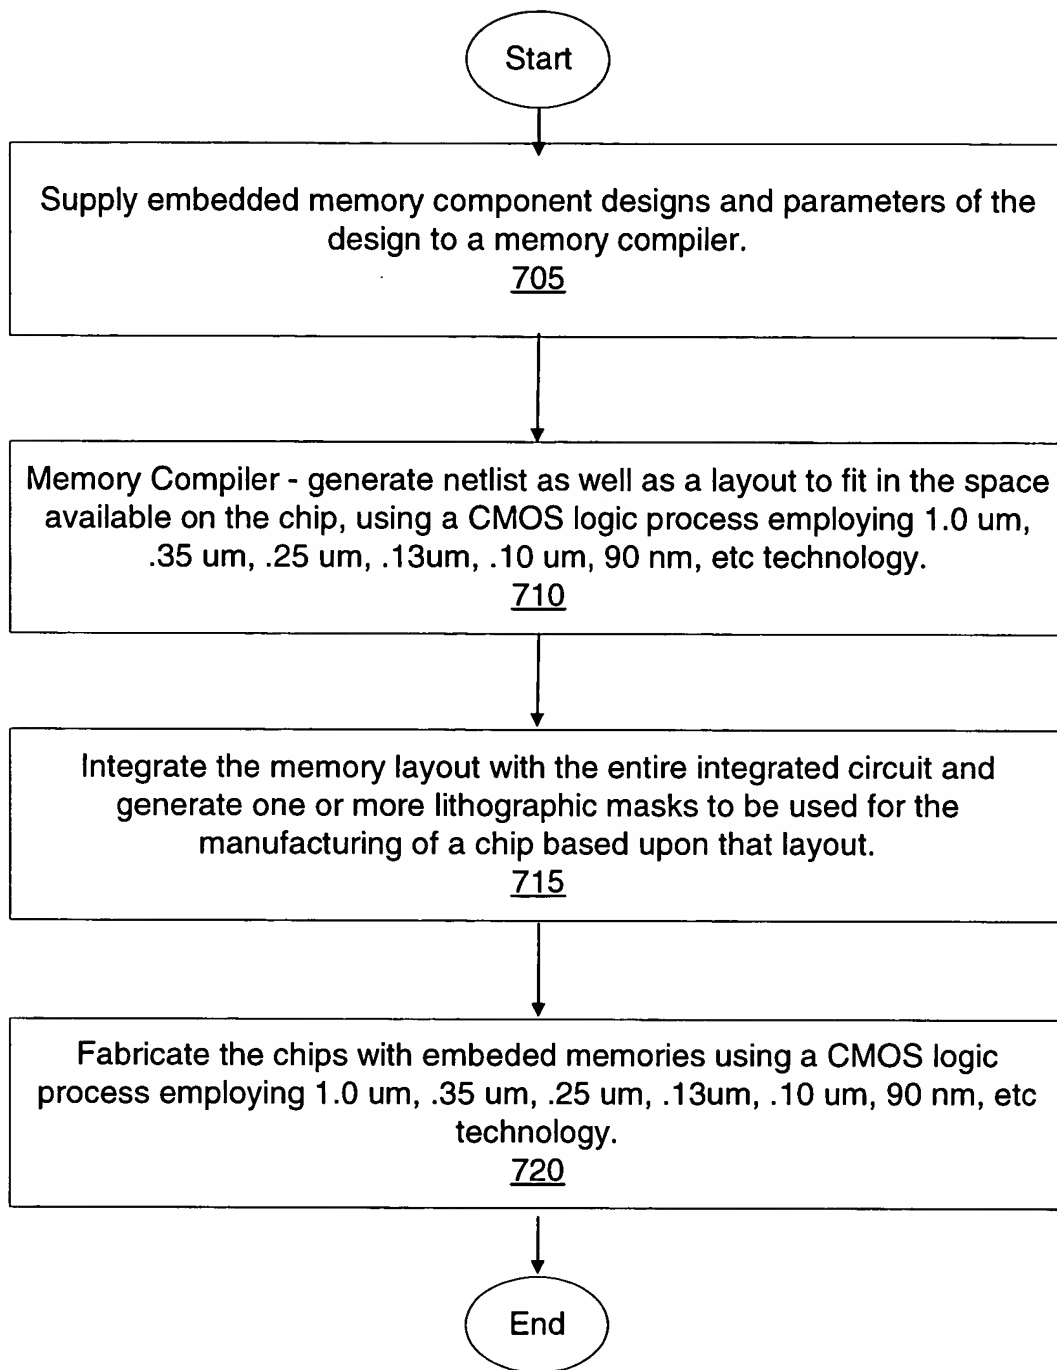 Start
Supply embedded memory component designs and parameters of the
design to a memory compiler.
705
Memory Compiler - generate netlist as well as a layout to fit in the space
available on the chip, using a CMOS logic process employing 1.0 um,
.35 um, .25 um, .13um, .10 um, 90 nm, etc technology.
710
Integrate the memory layout with the entire integrated circuit and
generate one or more lithographic masks to be used for the
manufacturing of a chip based upon that layout.
715
Fabricate the chips with embeded memories using a CMOS logic
process employing 1.0 um, .35 um, .25 um, .13um, .10 um, 90 nm, etc
technology.
720
End